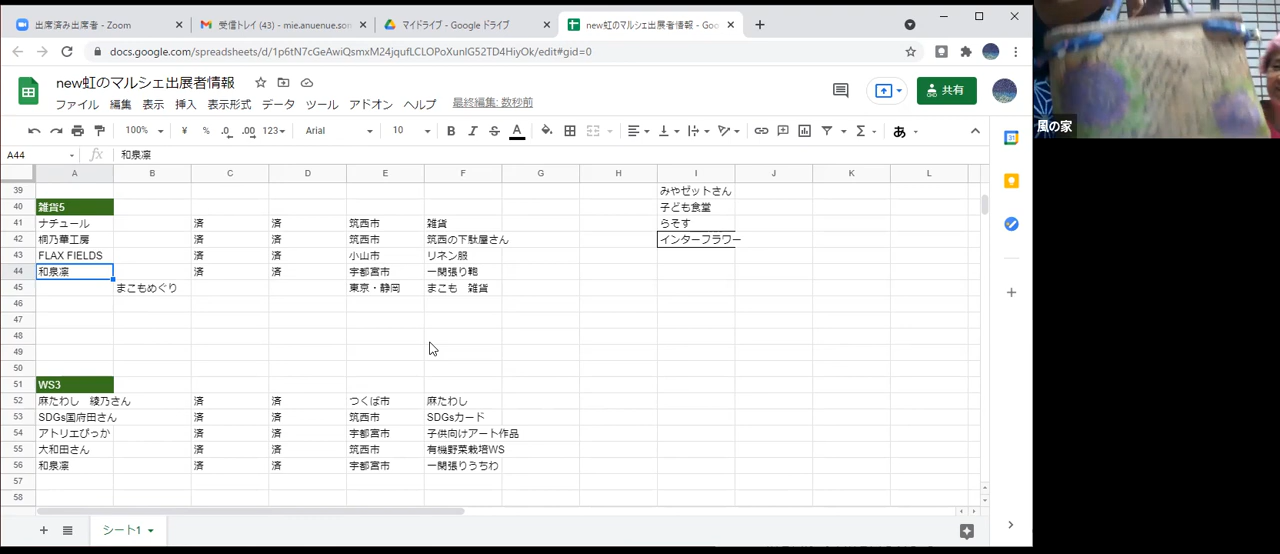 出席済み出席者 - Zoom
受信トレイ (43) - mie.anuenue.son
マイドライブ - Google ドライブ
new虹のマルシェ出展者情報 - Goo
docs.google.com/spreadsheets/d/1p6tN7cGeAwiQsmxM24jqufLCLOPoXunIG52TD4HiyOk/edit#gid=0
new虹のマルシェ出展者情報
ファイル 編集 表示 挿入 表示形式 データ ツール アドオン ヘルプ 最終編集: 数秒前
共有
100% ¥ % .0 .00 123 Arial 10 B I S A Σ あ
A44 fx 和泉凜
A B C D E F G H I J K L
39 みやゼットさん
40 雑貨5 子ども食堂
41 ナチュール 済 済 筑西市 雑貨 らそす
42 桐乃華工房 済 済 筑西市 筑西の下駄屋さん インターフラワー
43 FLAX FIELDS 済 済 小山市 リネン服
44 和泉凜 済 済 宇都宮市 一閑張り鞄
45 まこもめぐり 東京・静岡 まこも 雑貨
46
47
48
49
50
51 WS3
52 麻たわし 綾乃さん 済 済 つくば市 麻たわし
53 SDGs国府田さん 済 済 筑西市 SDGsカード
54 アトリエぴっか 済 済 宇都宮市 子供向けアート作品
55 大和田さん 済 済 筑西市 有機野菜栽培WS
56 和泉凜 済 済 宇都宮市 一閑張りうちわ
57
58
シート1
風の家